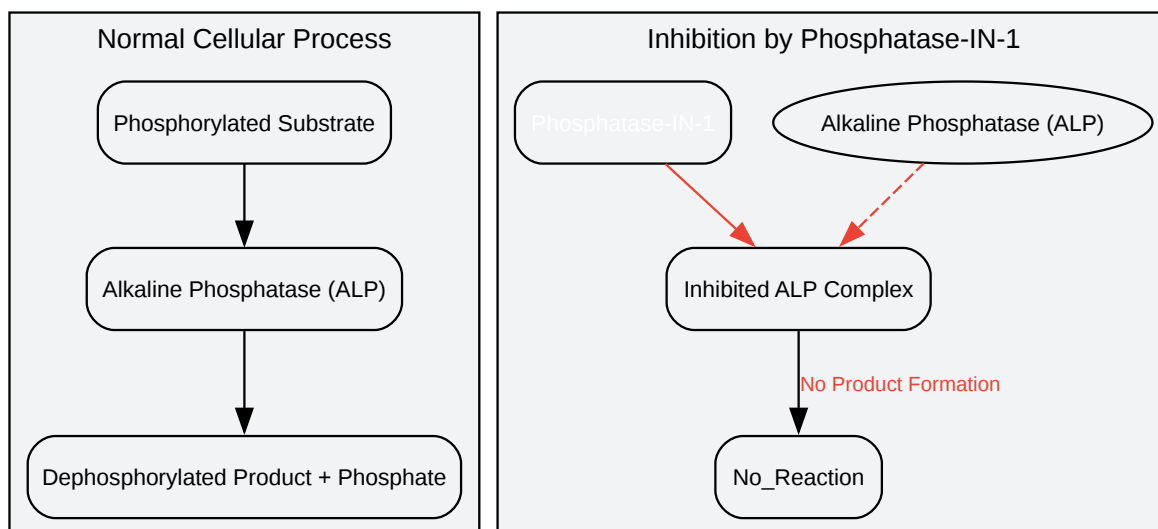 Normal Cellular Process
Phosphorylated Substrate
Alkaline Phosphatase (ALP)
Dephosphorylated Product + Phosphate
Inhibition by Phosphatase-IN-1
Phosphatase-IN-1
Alkaline Phosphatase (ALP)
Inhibited ALP Complex
No Product Formation
No_Reaction